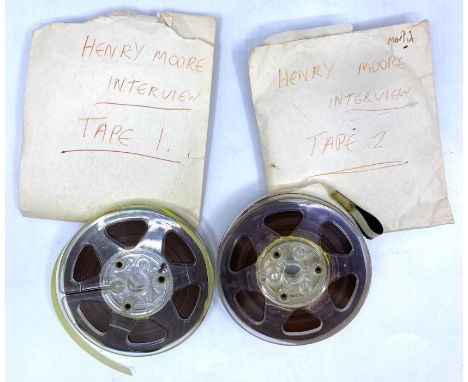 HENRY MOORE
INTERVIEW
TAPE 1.
HENRY MOORE
INTERVIEW
TAPE 2